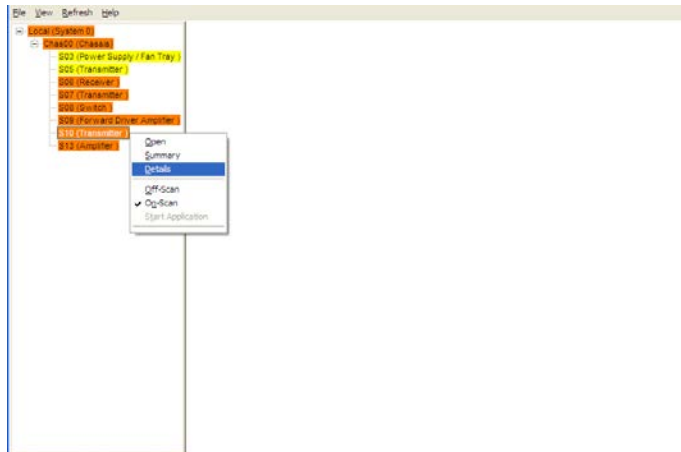 File View Refresh Help
Local (System 0)
Chas00 (Chassis)
S03 (Power Supply / Fan Tray )
S05 (Transmitter )
S06 (Receiver )
S07 (Transmitter )
S08 (Switch )
S09 (Forward Driver Amplifier )
S10 (Transmitter )
S13 (Amplifier )
Open
Summary
Details
Off-Scan
On-Scan
Start Application